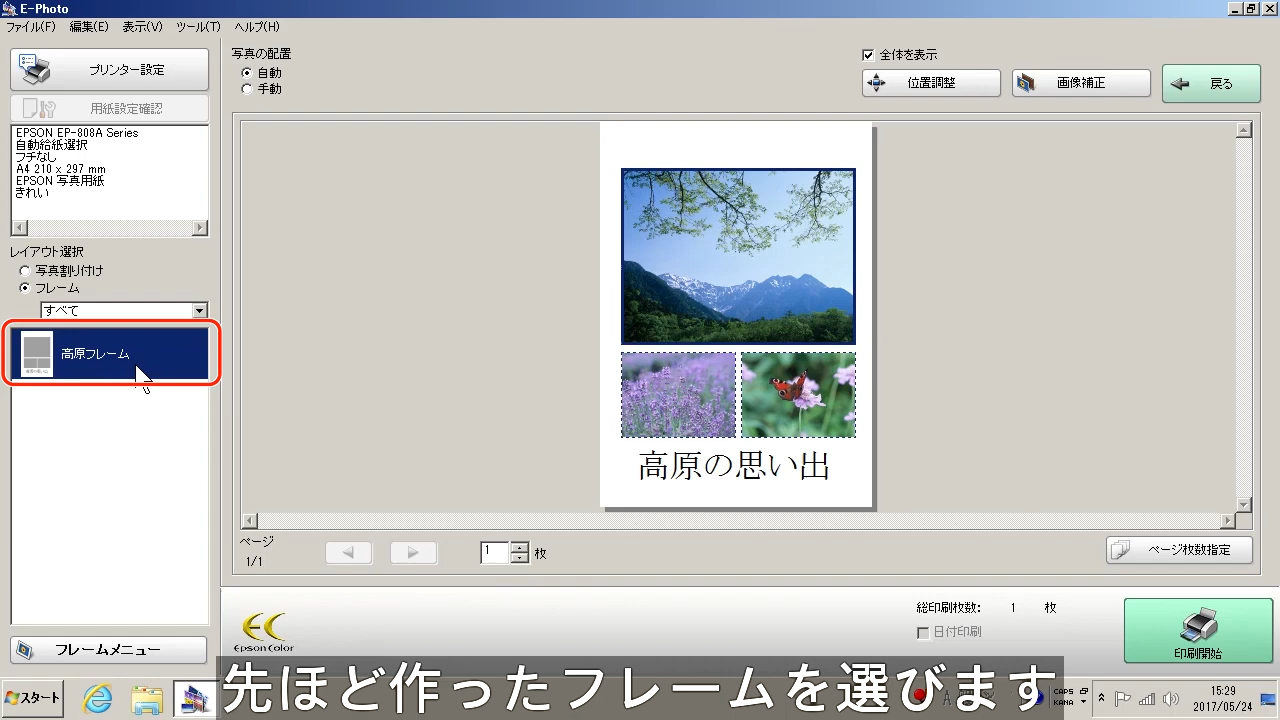 E-Photo
ファイル(F) 編集(E) 表示(V) ツール(T) ヘルプ(H)
プリンター設定
用紙設定確認
EPSON EP-808A Series
自動給紙選択
フチなし
A4 210 x 297 mm
EPSON 写真用紙
きれい
レイアウト選択
写真割り付け
フレーム
すべて
高原フレーム
フレームメニュー
写真の配置
自動
手動
全体を表示
位置調整
画像補正
戻る
高原の思い出
ページ
1/1
1 枚
ページ枚数指定
EC
Epson Color
総印刷枚数: 1 枚
日付印刷
印刷開始
先ほど作ったフレームを選びます
スタート
CAPS
KANA
15:29
2017/05/24